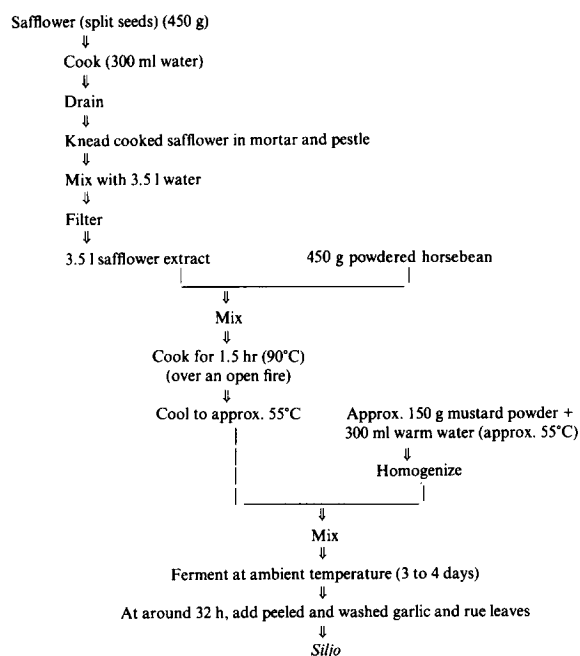 Safflower (split seeds) (450 g)
⇓
Cook (300 ml water)
⇓
Drain
⇓
Knead cooked safflower in mortar and pestle
⇓
Mix with 3.5 l water
⇓
Filter
⇓
3.5 l safflower extract 450 g powdered horsebean
⇓
Mix
⇓
Cook for 1.5 hr (90°C)
(over an open fire)
⇓
Cool to approx. 55°C
Approx. 150 g mustard powder +
300 ml warm water (approx. 55°C)
⇓
Homogenize
⇓
Mix
⇓
Ferment at ambient temperature (3 to 4 days)
⇓
At around 32 h, add peeled and washed garlic and rue leaves
⇓
Siljo